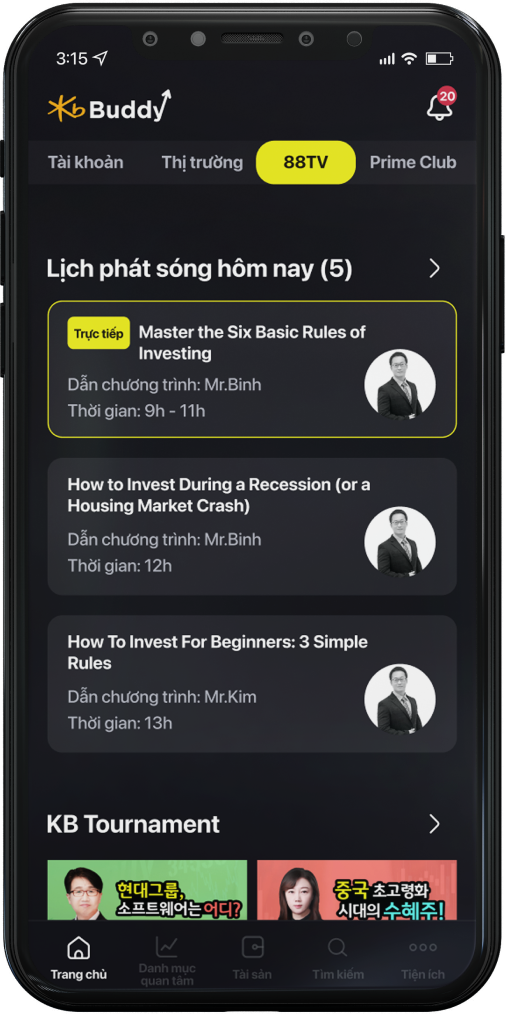 3:15
Kb Buddy
20
Tài khoản Thị trường 88TV Prime Club
Lịch phát sóng hôm nay (5)
Trực tiếp Master the Six Basic Rules of
Investing
Dẫn chương trình: Mr.Binh
Thời gian: 9h - 11h
How to Invest During a Recession (or a
Housing Market Crash)
Dẫn chương trình: Mr.Binh
Thời gian: 12h
How To Invest For Beginners: 3 Simple
Rules
Dẫn chương trình: Mr.Kim
Thời gian: 13h
KB Tournament
현대그룹,
소프트웨어는 어디?
중국 초고령화
시대의 수혜주!
Trang chủ
Danh mục
quan tâm
Tài sản
Tìm kiếm
Tiện ích